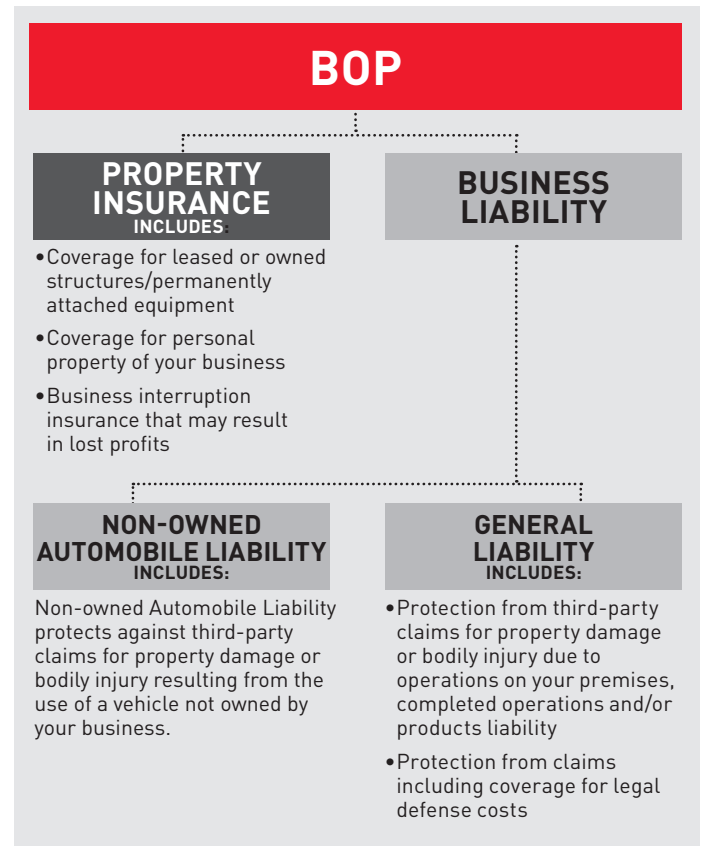 BOP
PROPERTY
INSURANCE
INCLUDES:
•Coverage for leased or owned
structures/permanently
attached equipment
•Coverage for personal
property of your business
•Business interruption
insurance that may result
in lost profits
BUSINESS
LIABILITY
NON-OWNED
AUTOMOBILE LIABILITY
INCLUDES:
Non-owned Automobile Liability
protects against third-party
claims for property damage or
bodily injury resulting from the
use of a vehicle not owned by
your business.
GENERAL
LIABILITY
INCLUDES:
•Protection from third-party
claims for property damage
or bodily injury due to
operations on your premises,
completed operations and/or
products liability
•Protection from claims
including coverage for legal
defense costs